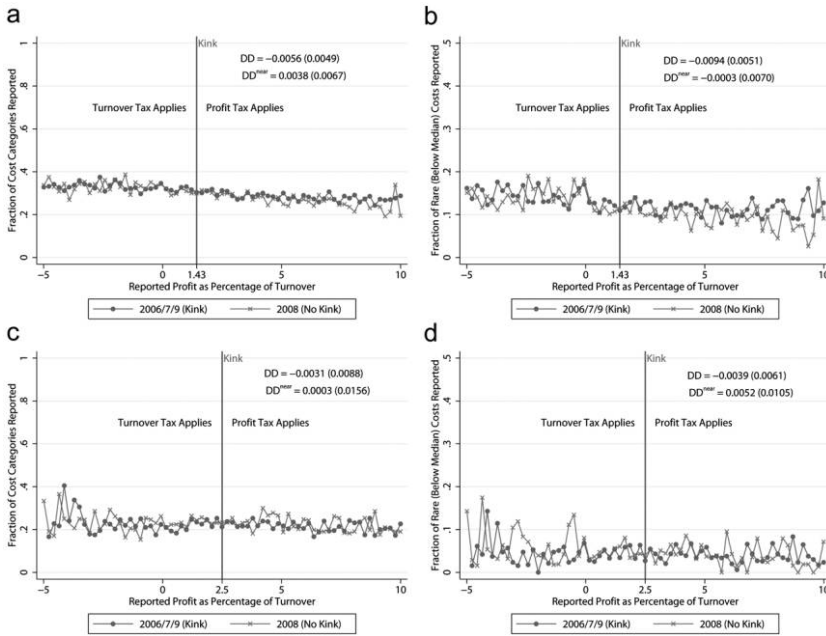 a
Fraction of Cost Categories Reported
1
.8
.6
.4
.2
0
Kink
DD = −0.0056 (0.0049)
DDnear = 0.0038 (0.0067)
Turnover Tax Applies
Profit Tax Applies
−5
0
1.43
5
10
Reported Profit as Percentage of Turnover
2006/7/9 (Kink)
2008 (No Kink)
b
Fraction of Rare (Below Median) Costs Reported
.5
.4
.3
.2
.1
0
Kink
DD = −0.0094 (0.0051)
DDnear = −0.0003 (0.0070)
Turnover Tax Applies
Profit Tax Applies
−5
0
1.43
5
10
Reported Profit as Percentage of Turnover
2006/7/9 (Kink)
2008 (No Kink)
c
Fraction of Cost Categories Reported
1
.8
.6
.4
.2
0
Kink
DD = −0.0031 (0.0088)
DDnear = 0.0003 (0.0156)
Turnover Tax Applies
Profit Tax Applies
−5
0
2.5
5
10
Reported Profit as Percentage of Turnover
2006/7/9 (Kink)
2008 (No Kink)
d
Fraction of Rare (Below Median) Costs Reported
.5
.4
.3
.2
.1
0
Kink
DD = −0.0039 (0.0061)
DDnear = 0.0052 (0.0105)
Turnover Tax Applies
Profit Tax Applies
−5
0
2.5
5
10
Reported Profit as Percentage of Turnover
2006/7/9 (Kink)
2008 (No Kink)